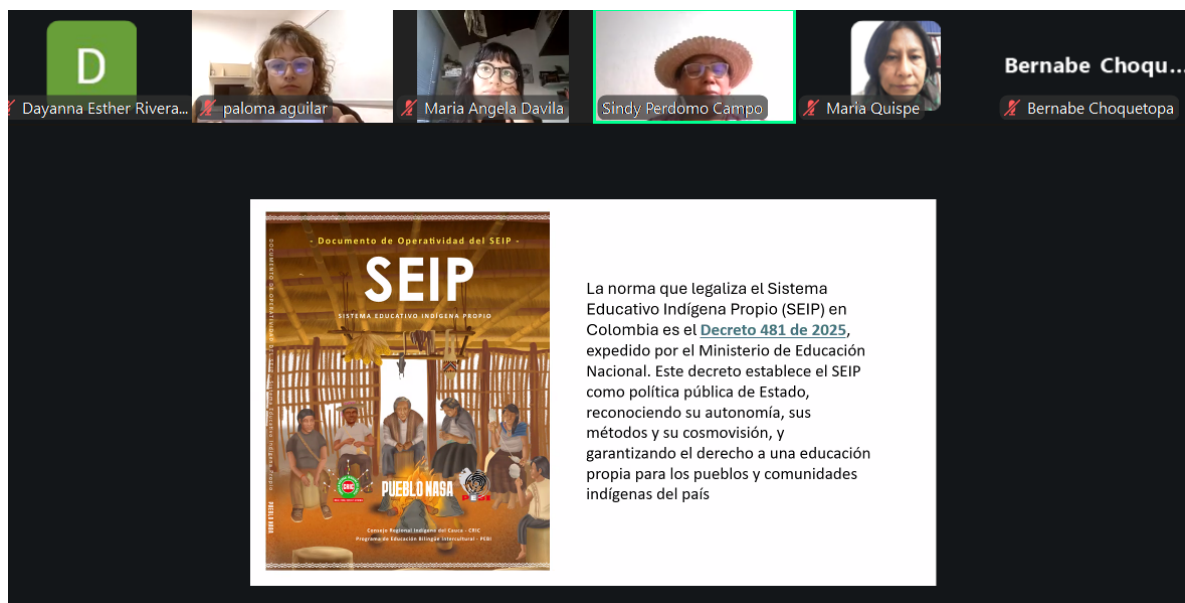 D
Dayanna Esther Rivera...
paloma aguilar
Maria Angela Davila
Sindy Perdomo Campo
Maria Quispe
Bernabe Choqu...
Bernabe Choquetopa
- Documento de Operatividad del SEIP -
SEIP
SISTEMA EDUCATIVO INDÍGENA PROPIO
CRIC
PUEBLO NASA
PEBI
Consejo Regional Indígena del Cauca - CRIC
Programa de Educación Bilingüe Intercultural - PEBI
PUEBLO NASA
La norma que legaliza el Sistema
Educativo Indígena Propio (SEIP) en
Colombia es el Decreto 481 de 2025,
expedido por el Ministerio de Educación
Nacional. Este decreto establece el SEIP
como política pública de Estado,
reconociendo su autonomía, sus
métodos y su cosmovisión, y
garantizando el derecho a una educación
propia para los pueblos y comunidades
indígenas del país